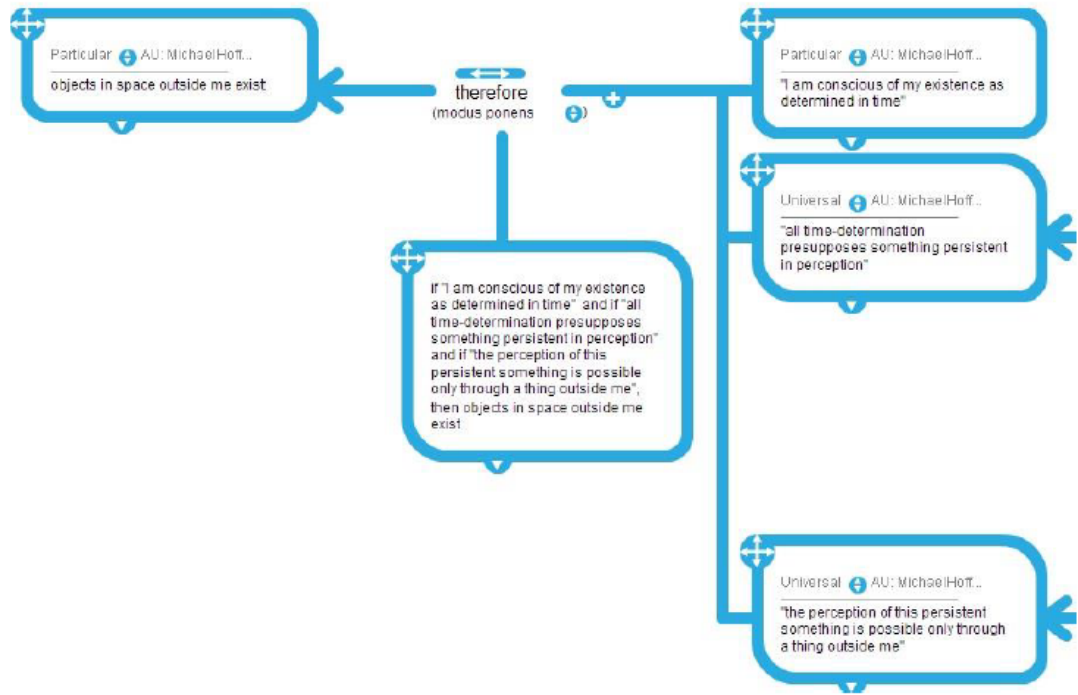 Particular AU: MichaelHoff...
objects in space outside me exist
therefore
(modus ponens )
Particular AU: MichaelHoff...
"I am conscious of my existence as
determined in time"
Universal AU: MichaelHoff...
"all time-determination
presupposes something persistent
in perception"
if "I am conscious of my existence
as determined in time" and if "all
time-determination presupposes
something persistent in perception"
and if "the perception of this
persistent something is possible
only through a thing outside me",
then objects in space outside me
exist
Universal AU: MichaelHoff...
"the perception of this persistent
something is possible only through
a thing outside me"